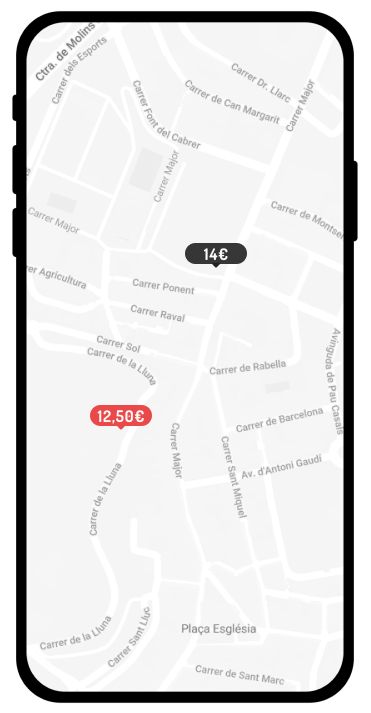 Ctra. de Molins
Carrer dels Esports
Carrer Dr. Llarc
Carrer de Can Margarit
Carrer Major
Carrer Font del Cabrer
Carrer Major
Carrer Major
Carrer de Montser
14€
er Agricultura
Carrer Ponent
Carrer Raval
Carrer Sol
Carrer de la Lluna
Avinguda de Pau Casals
Carrer de Rabella
12,50€
Carrer de Barcelona
Carrer Major
Carrer Sant Miquel
Av. d'Antoni Gaudí
Carrer de la Lluna
Plaça Església
Carrer de la Lluna
Carrer Sant Lluc
Carrer de Sant Marc